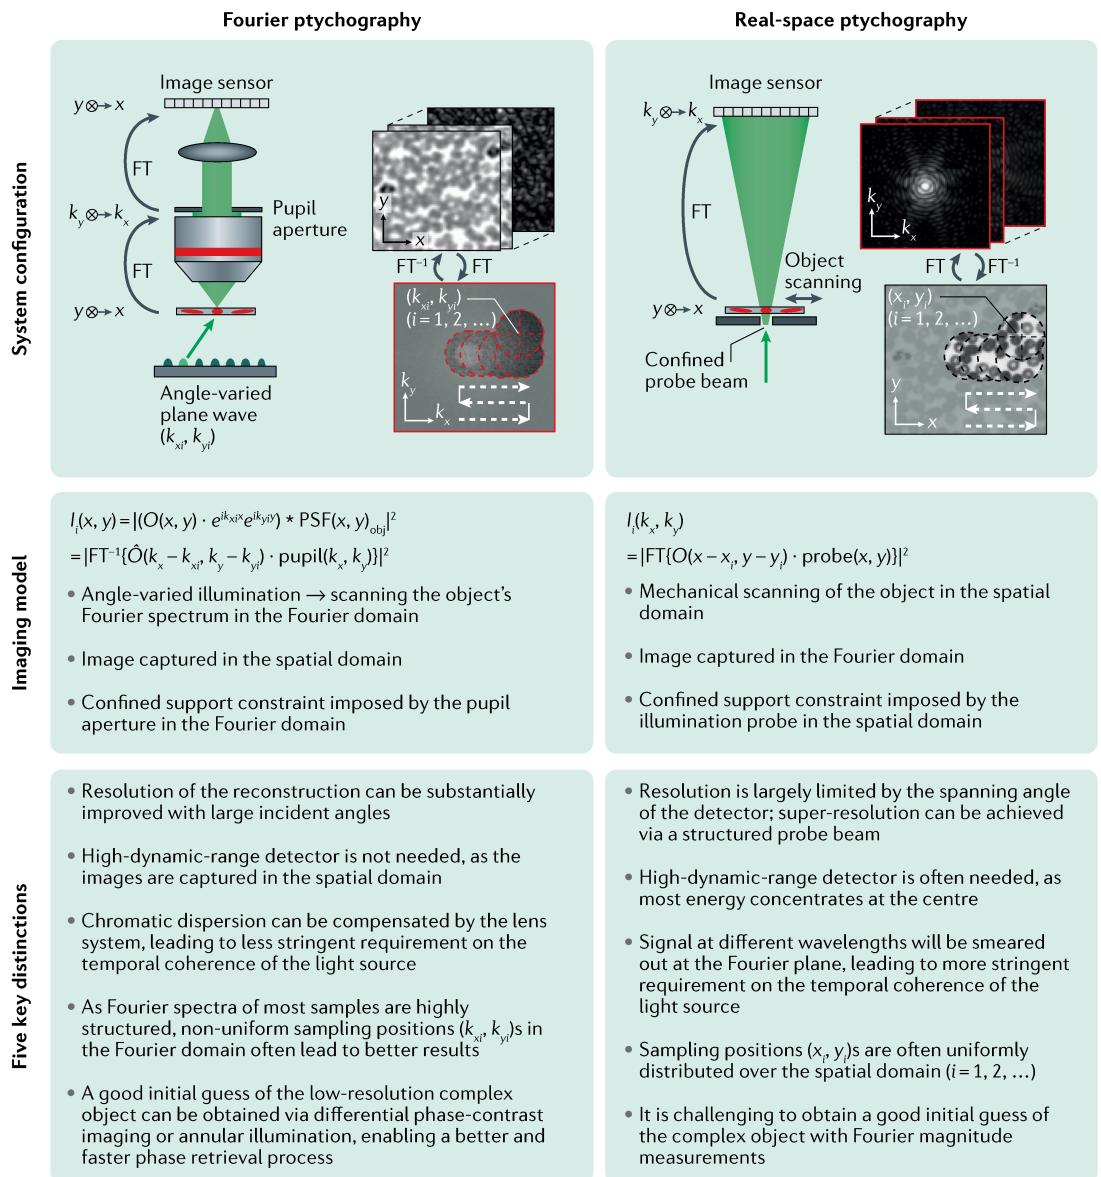 Fourier ptychography
Real-space ptychography
System configuration
Image sensor
y ⊗→ x
FT
k_y ⊗→ k_x
Pupil
aperture
FT
y ⊗→ x
Angle-varied
plane wave
(k_xi, k_yi)
y
x
FT⁻¹
FT
(k_xi, k_yi)
(i = 1, 2, …)
k_y
k_x
Image sensor
k_y ⊗→ k_x
FT
y ⊗→ x
Object
scanning
Confined
probe beam
k_y
k_x
FT
FT⁻¹
(x_i, y_i)
(i = 1, 2, …)
y
x
Imaging model
I_i(x, y) = |(O(x, y) · e^{ik_xi x}e^{ik_yi y}) * PSF(x, y)_obj|²
= |FT⁻¹{Ô(k_x − k_xi, k_y − k_yi) · pupil(k_x, k_y)}|²
• Angle-varied illumination → scanning the object's
Fourier spectrum in the Fourier domain
• Image captured in the spatial domain
• Confined support constraint imposed by the pupil
aperture in the Fourier domain
I_i(k_x, k_y)
= |FT{O(x − x_i, y − y_i) · probe(x, y)}|²
• Mechanical scanning of the object in the spatial
domain
• Image captured in the Fourier domain
• Confined support constraint imposed by the
illumination probe in the spatial domain
Five key distinctions
• Resolution of the reconstruction can be substantially
improved with large incident angles
• High-dynamic-range detector is not needed, as the
images are captured in the spatial domain
• Chromatic dispersion can be compensated by the lens
system, leading to less stringent requirement on the
temporal coherence of the light source
• As Fourier spectra of most samples are highly
structured, non-uniform sampling positions (k_xi, k_yi)s in
the Fourier domain often lead to better results
• A good initial guess of the low-resolution complex
object can be obtained via differential phase-contrast
imaging or annular illumination, enabling a better and
faster phase retrieval process
• Resolution is largely limited by the spanning angle
of the detector; super-resolution can be achieved
via a structured probe beam
• High-dynamic-range detector is often needed, as
most energy concentrates at the centre
• Signal at different wavelengths will be smeared
out at the Fourier plane, leading to more stringent
requirement on the temporal coherence of the
light source
• Sampling positions (x_i, y_i)s are often uniformly
distributed over the spatial domain (i = 1, 2, …)
• It is challenging to obtain a good initial guess of
the complex object with Fourier magnitude
measurements